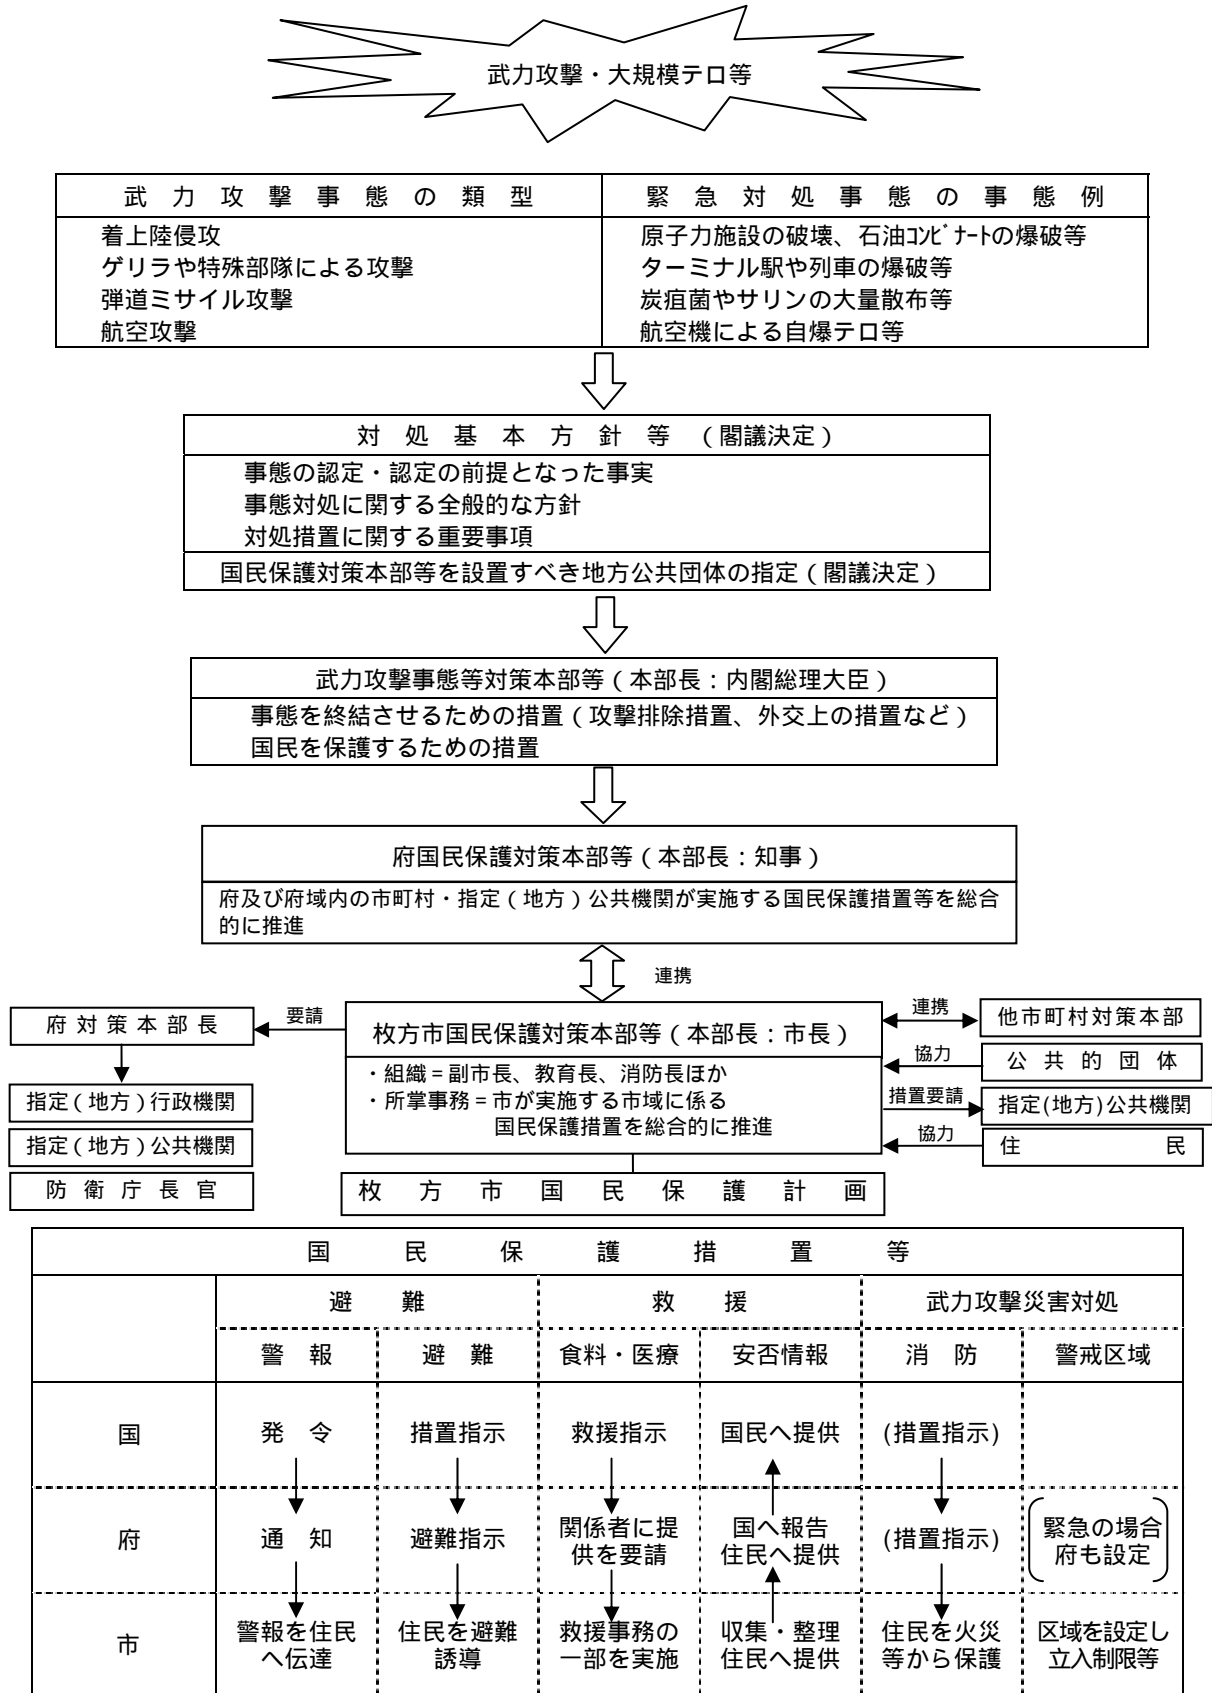 武力攻撃・大規模テロ等
武力攻撃事態の類型
緊急対処事態の事態例
着上陸侵攻
ゲリラや特殊部隊による攻撃
弾道ミサイル攻撃
航空攻撃
原子力施設の破壊、石油ｺﾝﾋﾞﾅｰﾄの爆破等
ターミナル駅や列車の爆破等
炭疽菌やサリンの大量散布等
航空機による自爆テロ等
対処基本方針等（閣議決定）
事態の認定・認定の前提となった事実
事態対処に関する全般的な方針
対処措置に関する重要事項
国民保護対策本部等を設置すべき地方公共団体の指定（閣議決定）
武力攻撃事態等対策本部等（本部長：内閣総理大臣）
事態を終結させるための措置（攻撃排除措置、外交上の措置など）
国民を保護するための措置
府国民保護対策本部等（本部長：知事）
府及び府域内の市町村・指定（地方）公共機関が実施する国民保護措置等を総合
的に推進
連携
府対策本部長
要請
指定（地方）行政機関
指定（地方）公共機関
防衛庁長官
枚方市国民保護対策本部等（本部長：市長）
・組織＝副市長、教育長、消防長ほか
・所掌事務＝市が実施する市域に係る
国民保護措置を総合的に推進
連携
他市町村対策本部
協力
公共的団体
措置要請
指定(地方)公共機関
協力
住民
枚方市国民保護計画
国民保護措置等
避難
救援
武力攻撃災害対処
警報
避難
食料・医療
安否情報
消防
警戒区域
国
発令
措置指示
救援指示
国民へ提供
(措置指示)
府
通知
避難指示
関係者に提
供を要請
国へ報告
住民へ提供
(措置指示)
緊急の場合
府も設定
市
警報を住民
へ伝達
住民を避難
誘導
救援事務の
一部を実施
収集・整理
住民へ提供
住民を火災
等から保護
区域を設定し
立入制限等